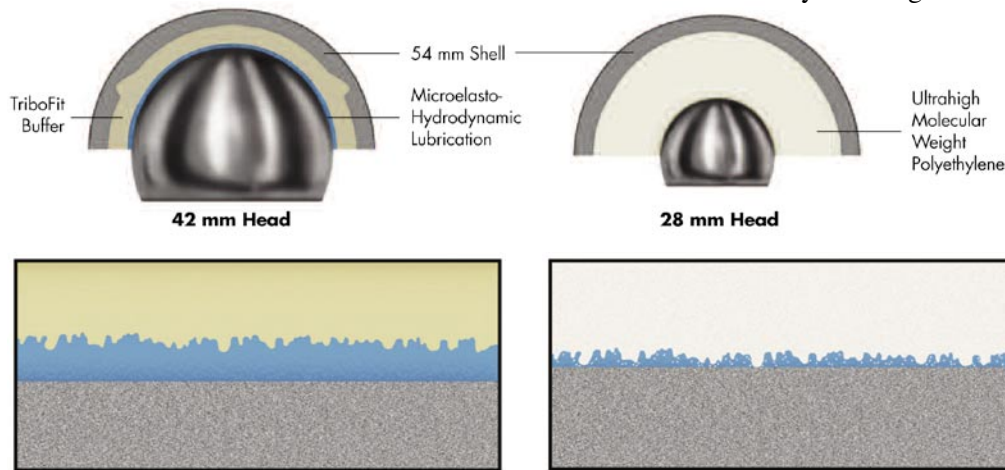 TriboFit
Buffer
54 mm Shell
Microelasto-
Hydrodynamic
Lubrication
42 mm Head
Ultrahigh
Molecular
Weight
Polyethylene
28 mm Head